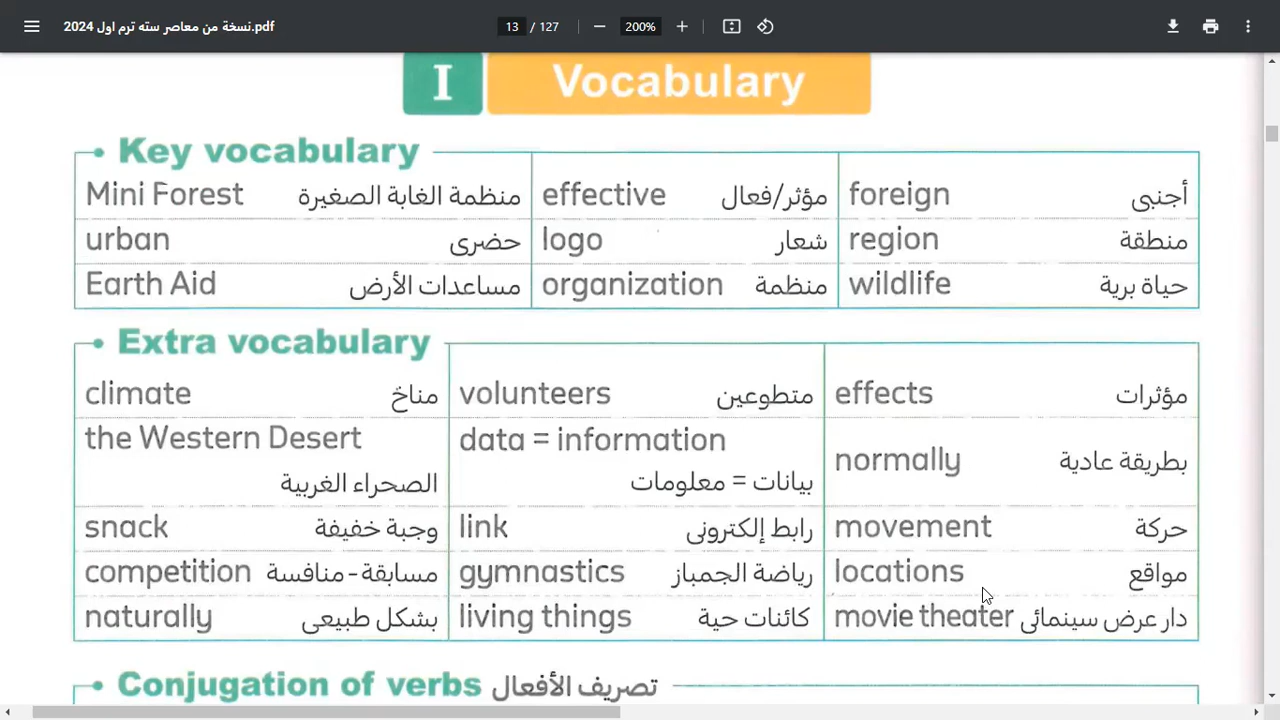 نسخة من معاصر سته ترم اول 2024.pdf
13 / 127
200%
I Vocabulary
Key vocabulary
Mini Forest منظمة الغابة الصغيرة effective مؤثر/فعال foreign أجنبى
urban حضرى logo شعار region منطقة
Earth Aid مساعدات الأرض organization منظمة wildlife حياة برية
Extra vocabulary
climate مناخ volunteers متطوعين effects مؤثرات
the Western Desert data = information normally بطريقة عادية
الصحراء الغربية بيانات = معلومات
snack وجبة خفيفة link رابط إلكترونى movement حركة
competition مسابقة - منافسة gymnastics رياضة الجمباز locations مواقع
naturally بشكل طبيعى living things كائنات حية movie theater دار عرض سينمائى
Conjugation of verbs تصريف الأفعال